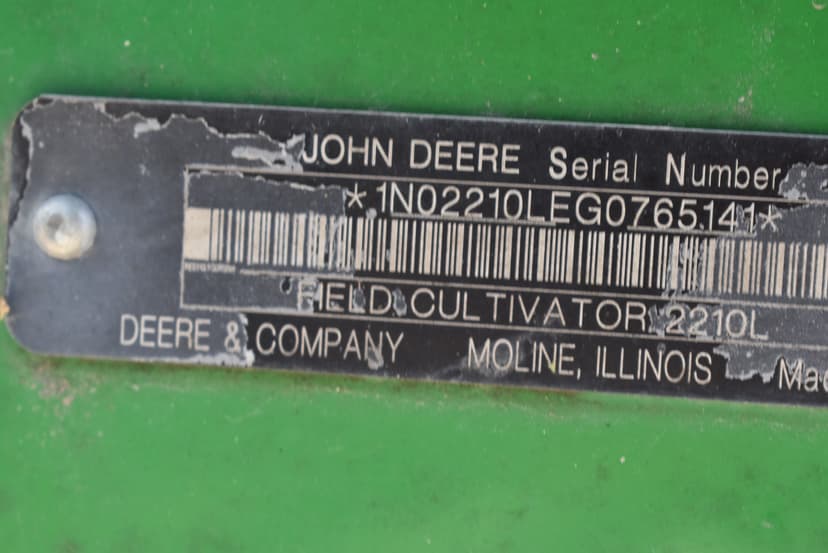 JOHN DEERE Serial Number
*1N02210LEG0765141*
FIELD CULTIVATOR 2210L
DEERE & COMPANY MOLINE, ILLINOIS